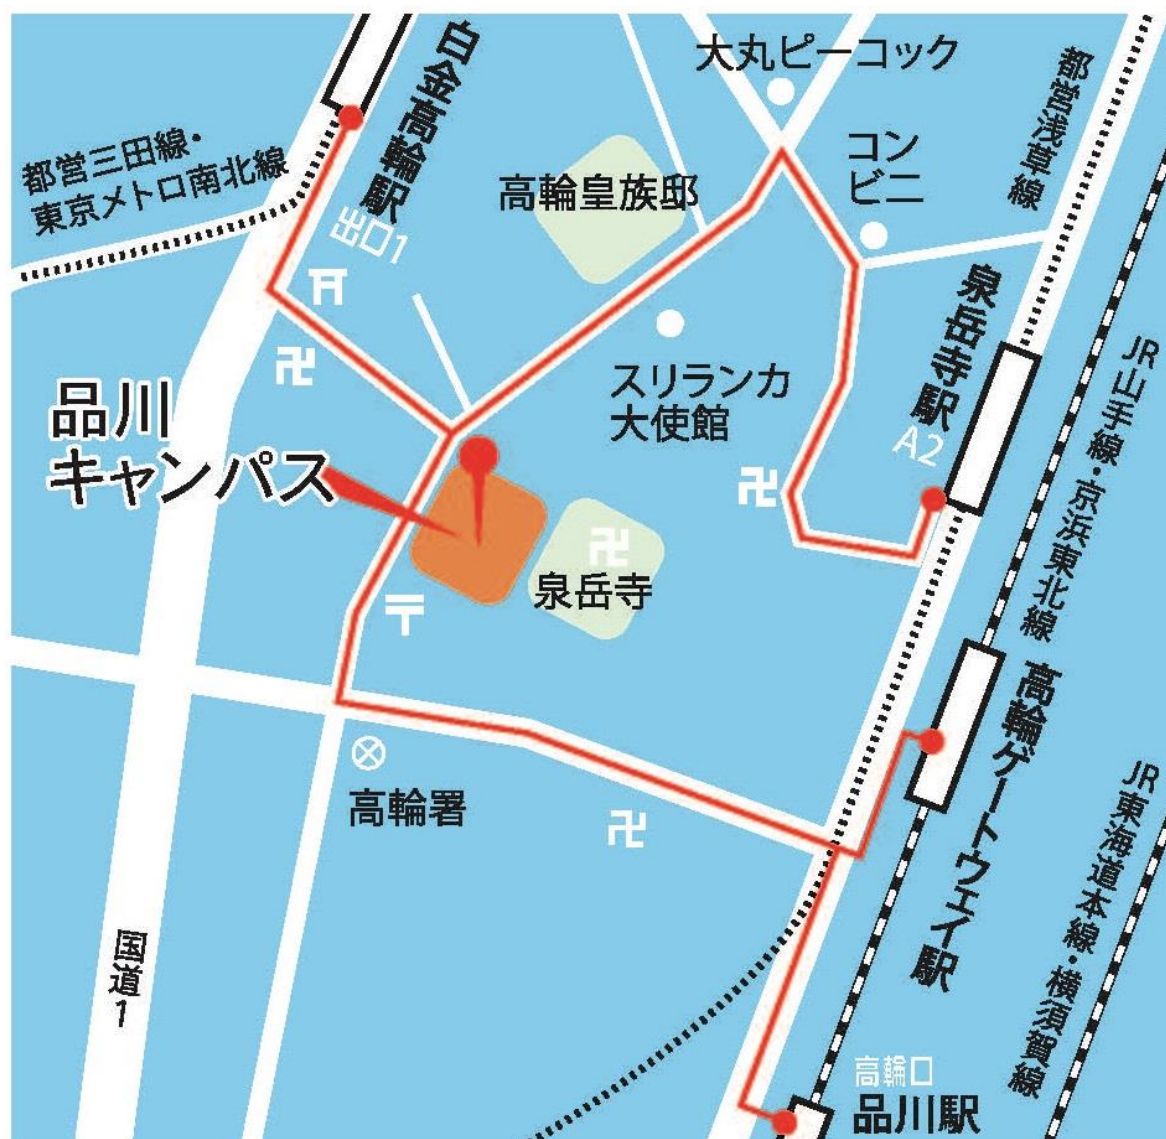 大丸ピーコック
白金高輪駅
都営浅草線
都営三田線・
東京メトロ南北線
コン
ビニ
高輪皇族邸
出口1
泉岳寺駅
A2
スリランカ
大使館
JR山手線・京浜東北線
品川
キャンパス
泉岳寺
高輪ゲートウェイ駅
高輪署
JR東海道本線・横須賀線
国道1
高輪口
品川駅